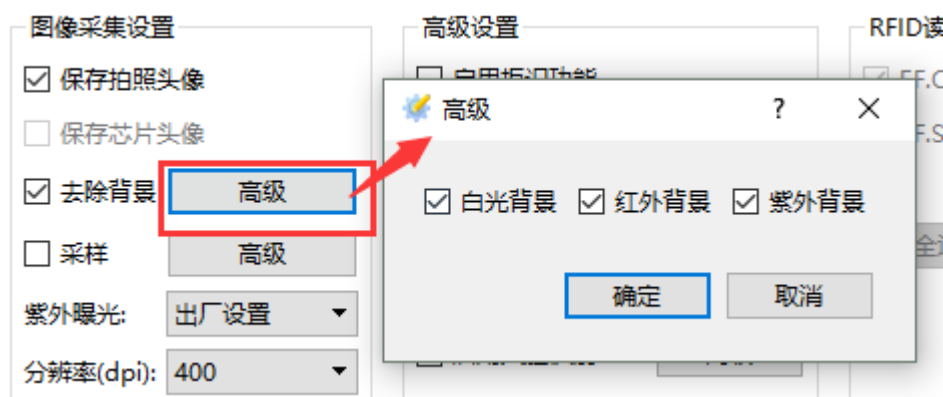 图像采集设置
保存拍照头像
保存芯片头像
去除背景 高级
采样 高级
紫外曝光: 出厂设置
分辨率(dpi): 400
高级设置
RFID读
高级 ?
白光背景 红外背景 紫外背景
确定 取消